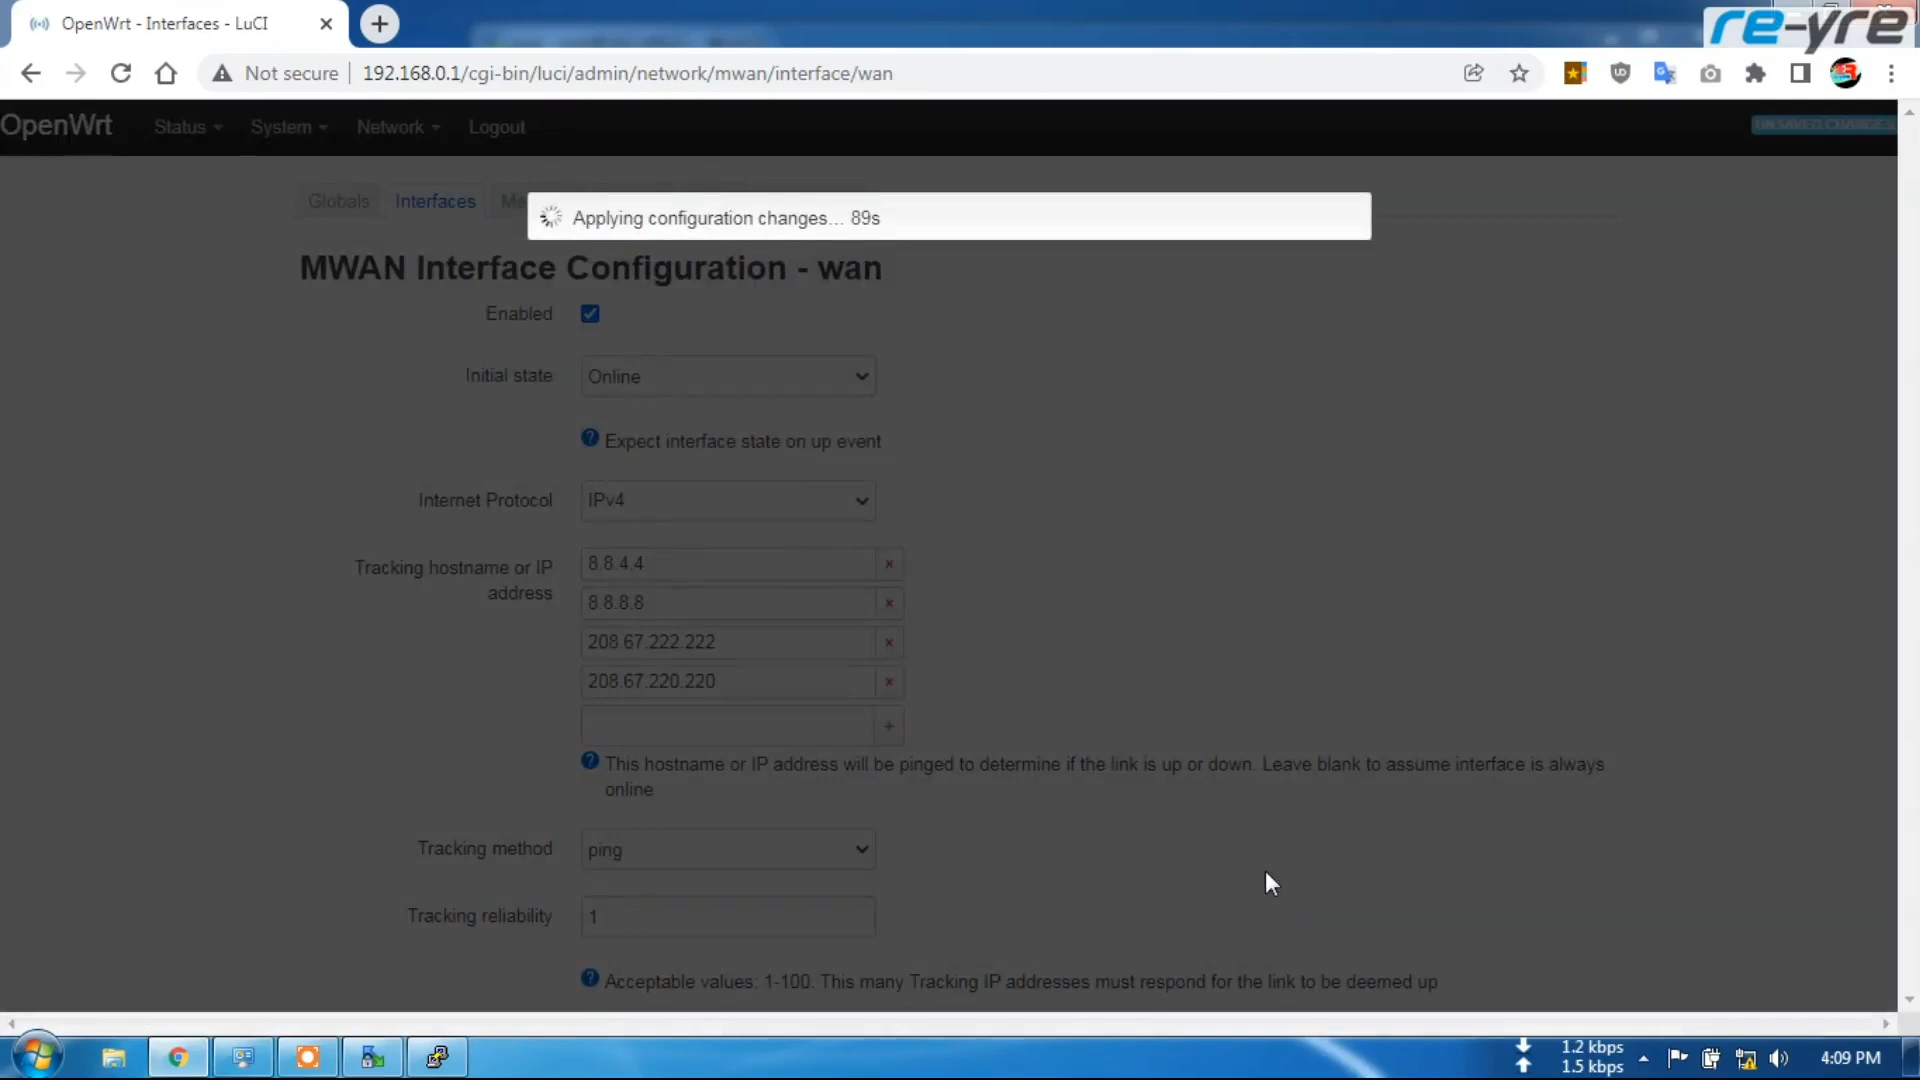 OpenWrt - Interfaces - LuCI
re-yre
Not secure
192.168.0.1/cgi-bin/luci/admin/network/mwan/interface/wan
OpenWrt
Status
System
Network
Logout
UNSAVED CHANGES
Globals
Interfaces
Applying configuration changes… 89s
MWAN Interface Configuration - wan
Enabled
Initial state
Online
Expect interface state on up event
Internet Protocol
IPv4
Tracking hostname or IP
address
8.8.4.4
8.8.8.8
208.67.222.222
208.67.220.220
This hostname or IP address will be pinged to determine if the link is up or down. Leave blank to assume interface is always
online
Tracking method
ping
Tracking reliability
1
Acceptable values: 1-100. This many Tracking IP addresses must respond for the link to be deemed up
1.2 kbps
1.5 kbps
4:09 PM